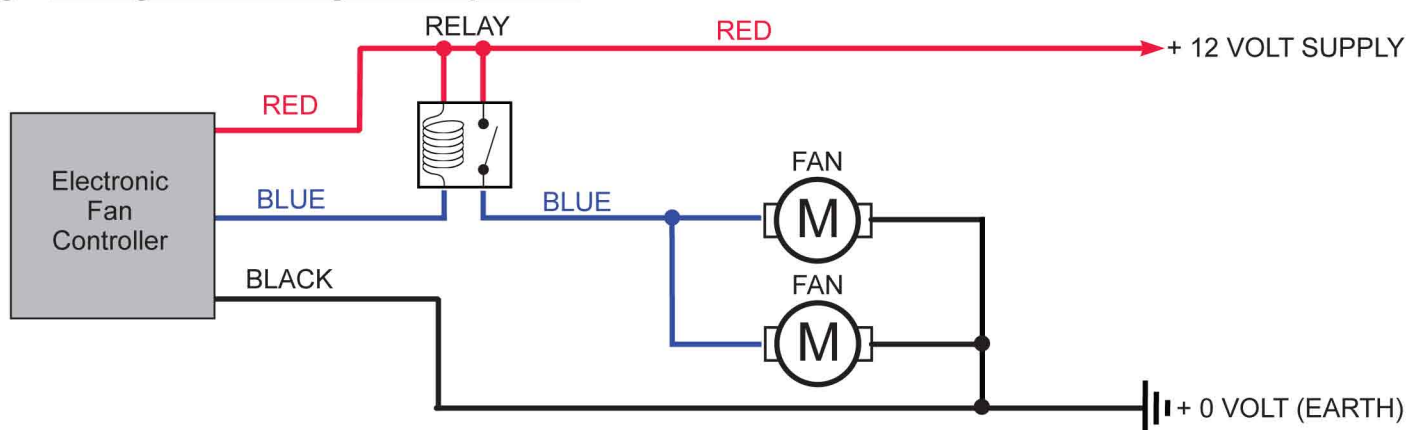 RELAY
RED
+ 12 VOLT SUPPLY
RED
Electronic
Fan
Controller
BLUE
BLUE
FAN
M
BLACK
FAN
M
+ 0 VOLT (EARTH)